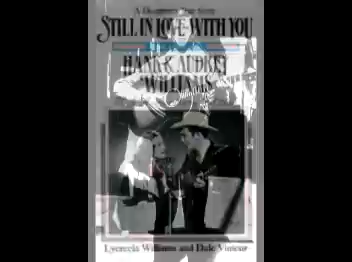 STILL IN LOVE WITH YOU
HANK & AUDREY
WILLIAMS
Lycrecia Williams and Dale Vinicur